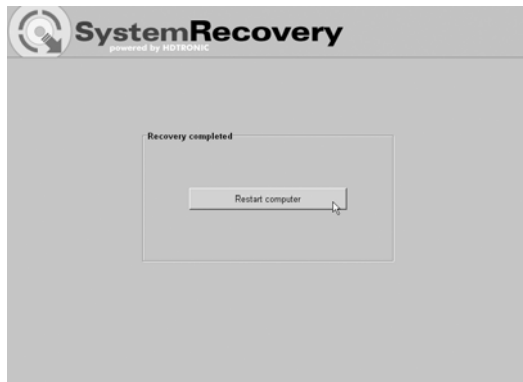 SystemRecovery
powered by HDTRONIC
Recovery completed
Restart computer